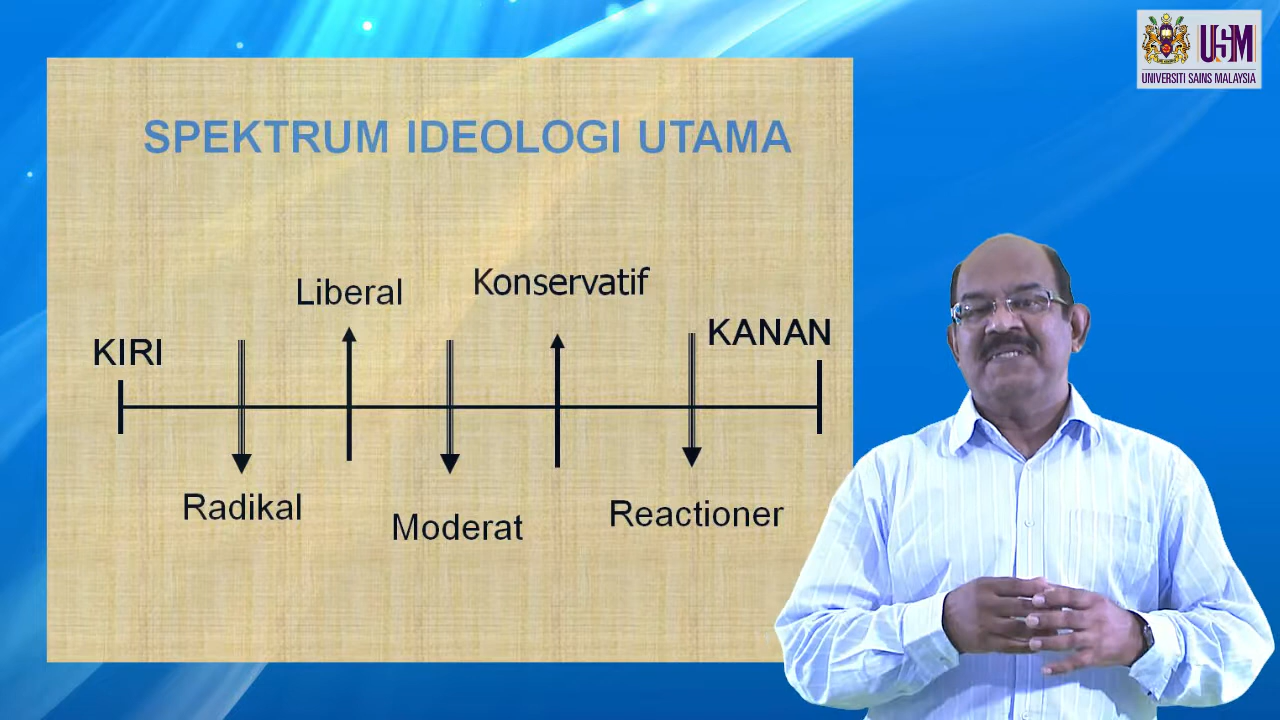 USM
UNIVERSITI SAINS MALAYSIA
SPEKTRUM IDEOLOGI UTAMA
Liberal
Konservatif
KIRI
KANAN
Radikal
Moderat
Reactioner